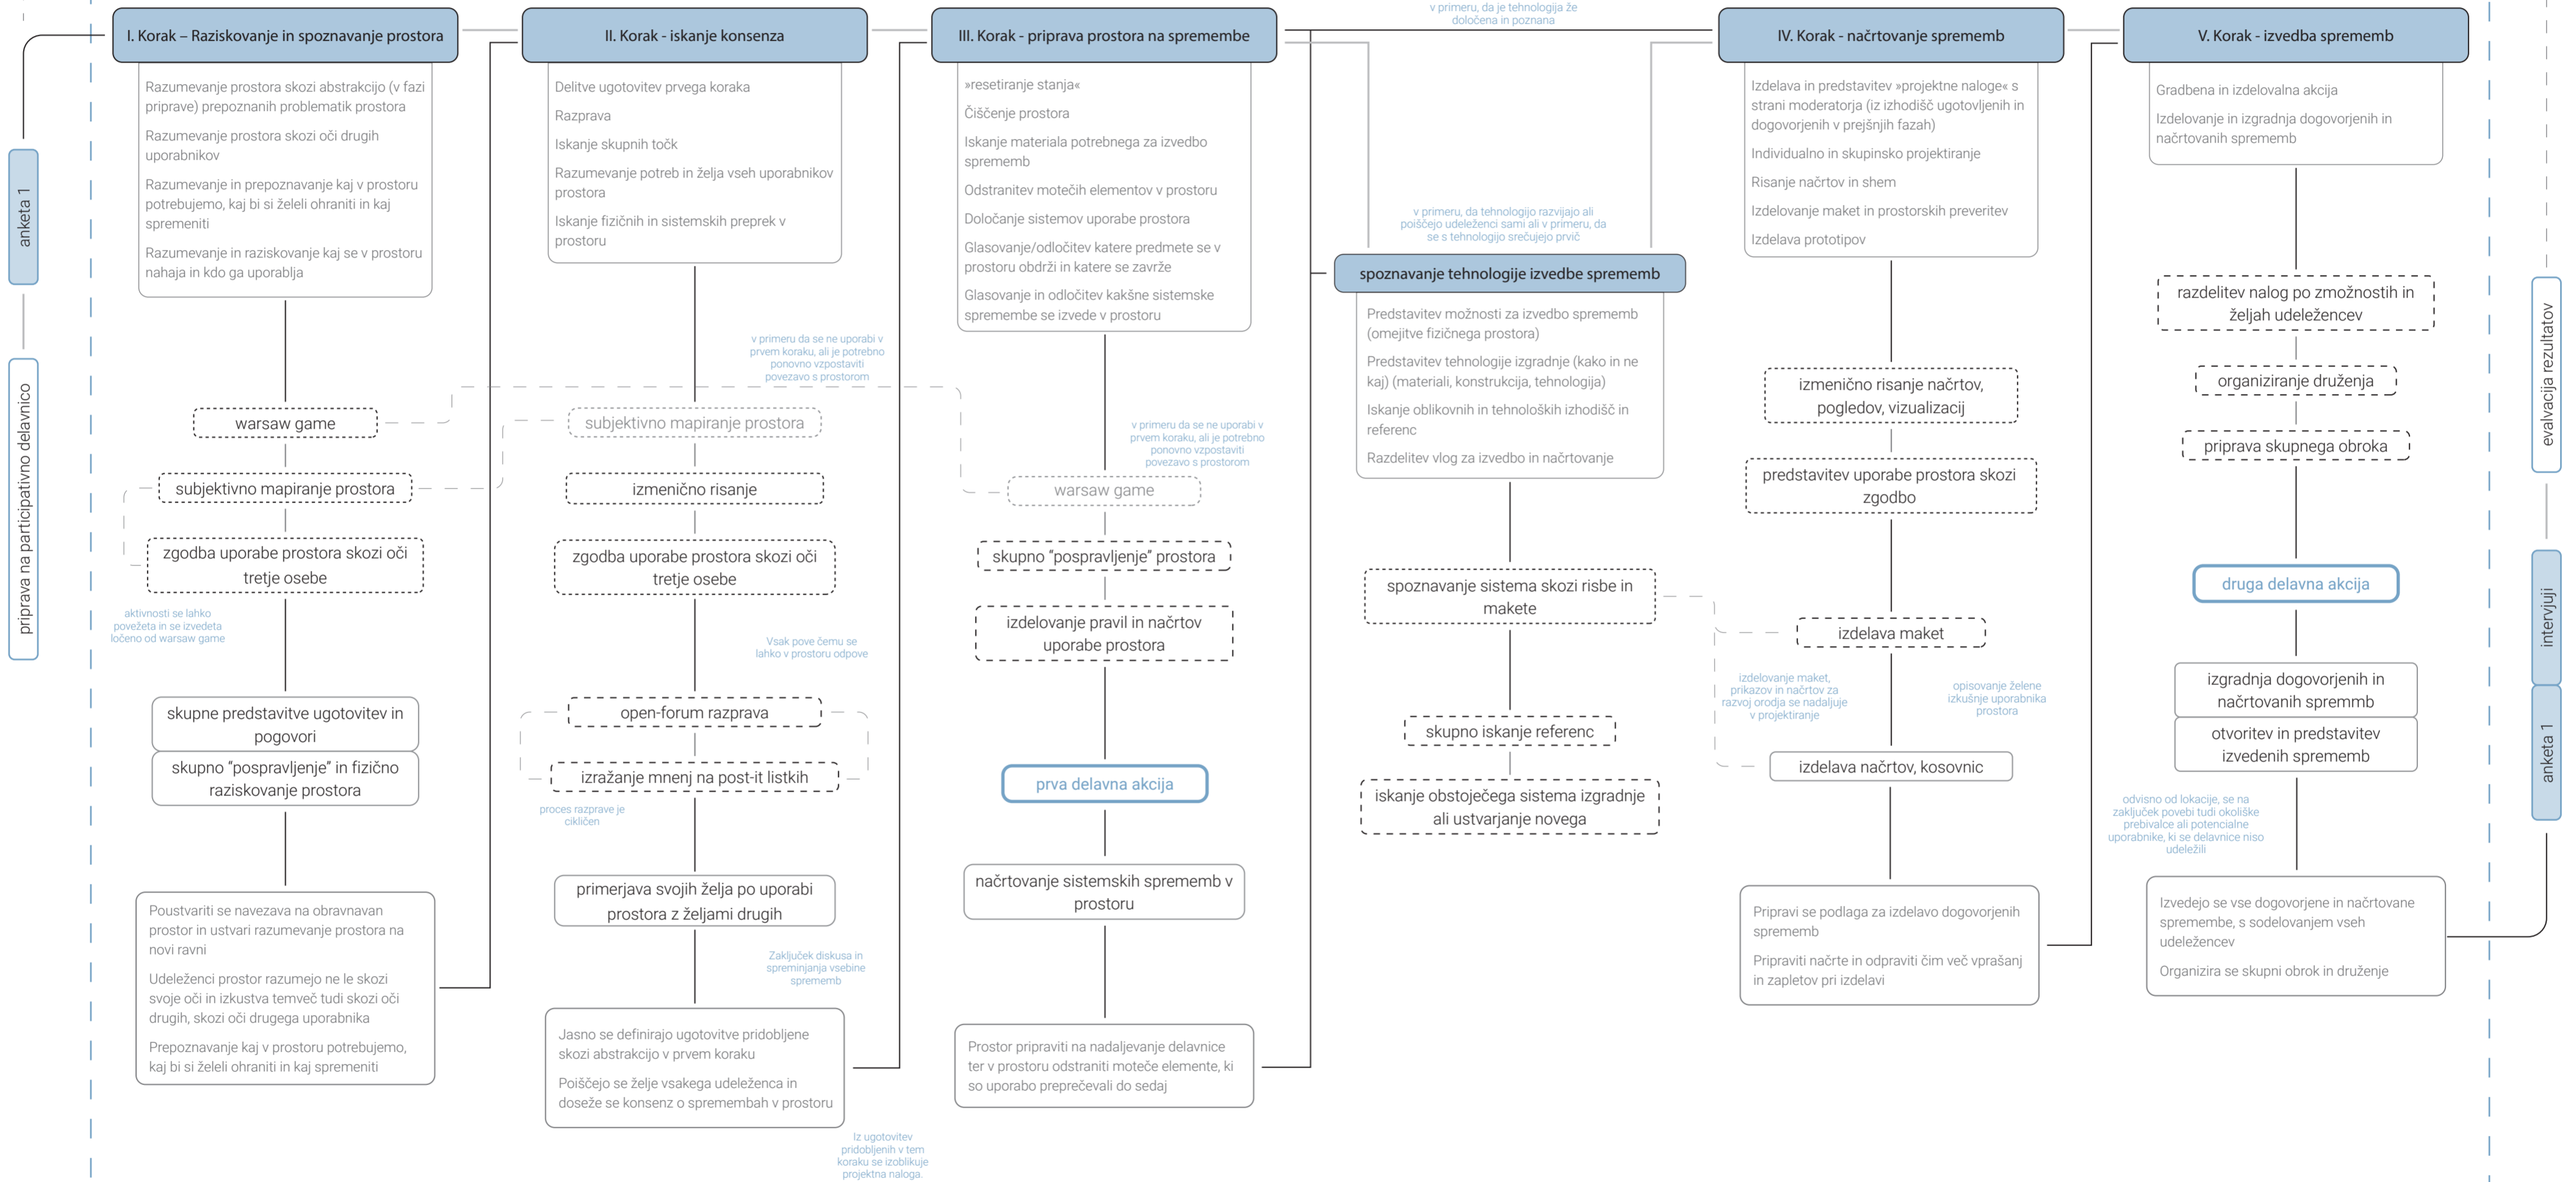 anketa 1
priprava na participativno delavnico
I. Korak – Raziskovanje in spoznavanje prostora
Razumevanje prostora skozi abstrakcijo (v fazi
priprave) prepoznanih problematik prostora
Razumevanje prostora skozi oči drugih
uporabnikov
Razumevanje in prepoznavanje kaj v prostoru
potrebujemo, kaj bi si želeli ohraniti in kaj
spremeniti
Razumevanje in raziskovanje kaj se v prostoru
nahaja in kdo ga uporablja
warsaw game
subjektivno mapiranje prostora
zgodba uporabe prostora skozi oči
tretje osebe
aktivnosti se lahko
povežeta in se izvedeta
ločeno od warsaw game
skupne predstavitve ugotovitev in
pogovori
skupno "pospravljenje" in fizično
raziskovanje prostora
Poustvariti se navezava na obravnavan
prostor in ustvari razumevanje prostora na
novi ravni
Udeleženci prostor razumejo ne le skozi
svoje oči in izkustva temveč tudi skozi oči
drugih, skozi oči drugega uporabnika
Prepoznavanje kaj v prostoru potrebujemo,
kaj bi si želeli ohraniti in kaj spremeniti
II. Korak - iskanje konsenza
Delitve ugotovitev prvega koraka
Razprava
Iskanje skupnih točk
Razumevanje potreb in želja vseh uporabnikov
prostora
Iskanje fizičnih in sistemskih preprek v
prostoru
v primeru da se ne uporabi v
prvem koraku, ali je potrebno
ponovno vzpostaviti
povezavo s prostorom
subjektivno mapiranje prostora
izmenično risanje
zgodba uporabe prostora skozi oči
tretje osebe
Vsak pove čemu se
lahko v prostoru odpove
open-forum razprava
izražanje mnenj na post-it listkih
proces razprave je
cikličen
primerjava svojih želja po uporabi
prostora z željami drugih
Zaključek diskusa in
spreminjanja vsebine
sprememb
Jasno se definirajo ugotovitve pridobljene
skozi abstrakcijo v prvem koraku
Poiščejo se želje vsakega udeleženca in
doseže se konsenz o spremembah v prostoru
Iz ugotovitev
pridobljenih v tem
koraku se izoblikuje
projektna naloga.
III. Korak - priprava prostora na spremembe
»resetiranje stanja«
Čiščenje prostora
Iskanje materiala potrebnega za izvedbo
sprememb
Odstranitev motečih elementov v prostoru
Določanje sistemov uporabe prostora
Glasovanje/odločitev katere predmete se v
prostoru obdrži in katere se zavrže
Glasovanje in odločitev kakšne sistemske
spremembe se izvede v prostoru
v primeru da se ne uporabi v
prvem koraku, ali je potrebno
ponovno vzpostaviti
povezavo s prostorom
warsaw game
skupno "pospravljenje" prostora
izdelovanje pravil in načrtov
uporabe prostora
prva delavna akcija
načrtovanje sistemskih sprememb v
prostoru
Prostor pripraviti na nadaljevanje delavnice
ter v prostoru odstraniti moteče elemente, ki
so uporabo preprečevali do sedaj
v primeru, da je tehnologija že
določena in poznana
v primeru, da tehnologijo razvijajo ali
poiščejo udeleženci sami ali v primeru, da
se s tehnologijo srečujejo prvič
spoznavanje tehnologije izvedbe sprememb
Predstavitev možnosti za izvedbo sprememb
(omejitve fizičnega prostora)
Predstavitev tehnologije izgradnje (kako in ne
kaj) (materiali, konstrukcija, tehnologija)
Iskanje oblikovnih in tehnoloških izhodišč in
referenc
Razdelitev vlog za izvedbo in načrtovanje
spoznavanje sistema skozi risbe in
makete
skupno iskanje referenc
iskanje obstoječega sistema izgradnje
ali ustvarjanje novega
IV. Korak - načrtovanje sprememb
Izdelava in predstavitev »projektne naloge« s
strani moderatorja (iz izhodišč ugotovljenih in
dogovorjenih v prejšnjih fazah)
Individualno in skupinsko projektiranje
Risanje načrtov in shem
Izdelovanje maket in prostorskih preveritev
Izdelava prototipov
izmenično risanje načrtov,
pogledov, vizualizacij
predstavitev uporabe prostora skozi
zgodbo
izdelava maket
izdelovanje maket,
prikazov in načrtov za
razvoj orodja se nadaljuje
v projektiranje
opisovanje želene
izkušnje uporabnika
prostora
izdelava načrtov, kosovnic
Pripravi se podlaga za izdelavo dogovorjenih
sprememb
Pripraviti načrte in odpraviti čim več vprašanj
in zapletov pri izdelavi
V. Korak - izvedba sprememb
Gradbena in izdelovalna akcija
Izdelovanje in izgradnja dogovorjenih in
načrtovanih sprememb
razdelitev nalog po zmožnostih in
željah udeležencev
organiziranje druženja
priprava skupnega obroka
druga delavna akcija
izgradnja dogovorjenih in
načrtovanih spremmb
otvoritev in predstavitev
izvedenih sprememb
odvisno od lokacije, se na
zaključek povebi tudi okoliške
prebivalce ali potencialne
uporabnike, ki se delavnice niso
udeležili
Izvedejo se vse dogovorjene in načrtovane
spremembe, s sodelovanjem vseh
udeležencev
Organizira se skupni obrok in druženje
evalvacija rezultatov
intervjuji
anketa 1